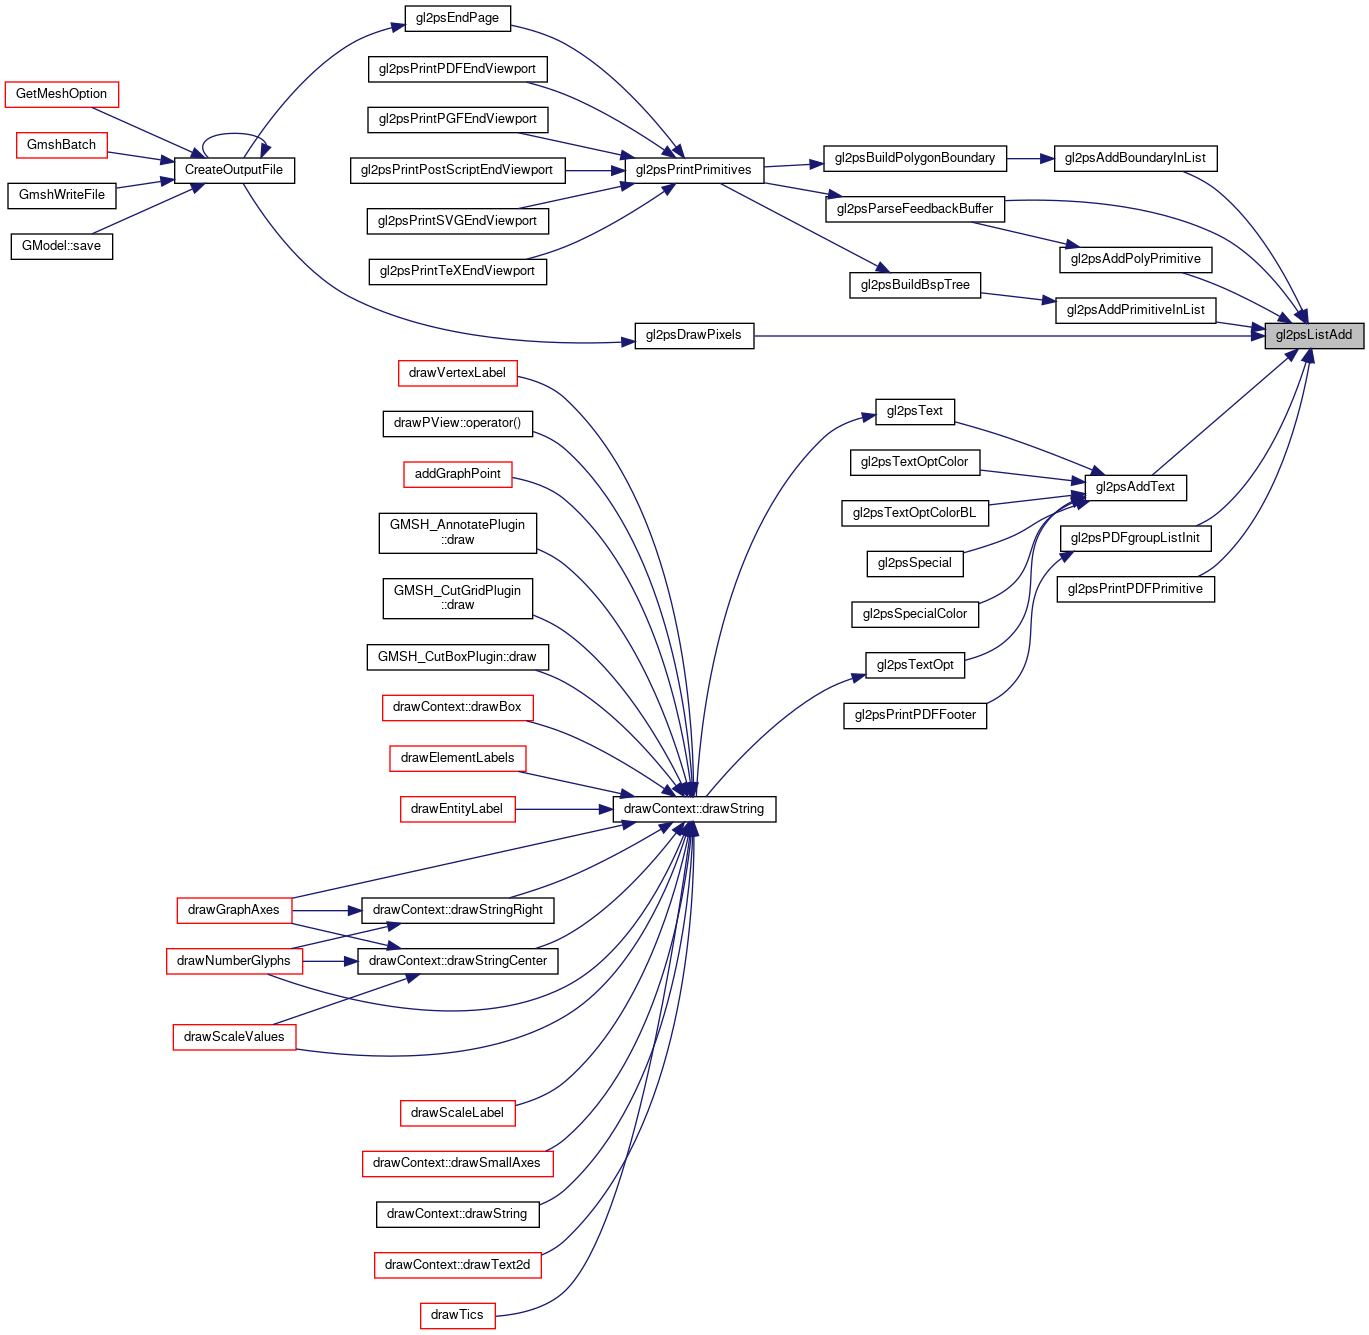 gl2psEndPage
gl2psPrintPDFEndViewport
GetMeshOption
gl2psPrintPGFEndViewport
GmshBatch
gl2psBuildPolygonBoundary
gl2psAddBoundaryInList
CreateOutputFile
gl2psPrintPostScriptEndViewport
gl2psPrintPrimitives
GmshWriteFile
gl2psParseFeedbackBuffer
gl2psPrintSVGEndViewport
GModel::save
gl2psAddPolyPrimitive
gl2psPrintTeXEndViewport
gl2psBuildBspTree
gl2psAddPrimitiveInList
gl2psDrawPixels
gl2psListAdd
drawVertexLabel
gl2psText
drawPView::operator()
gl2psTextOptColor
addGraphPoint
gl2psAddText
gl2psTextOptColorBL
GMSH_AnnotatePlugin
::draw
gl2psPDFgroupListInit
gl2psSpecial
gl2psPrintPDFPrimitive
GMSH_CutGridPlugin
::draw
gl2psSpecialColor
GMSH_CutBoxPlugin::draw
gl2psTextOpt
drawContext::drawBox
gl2psPrintPDFFooter
drawElementLabels
drawEntityLabel
drawContext::drawString
drawGraphAxes
drawContext::drawStringRight
drawNumberGlyphs
drawContext::drawStringCenter
drawScaleValues
drawScaleLabel
drawContext::drawSmallAxes
drawContext::drawString
drawContext::drawText2d
drawTics